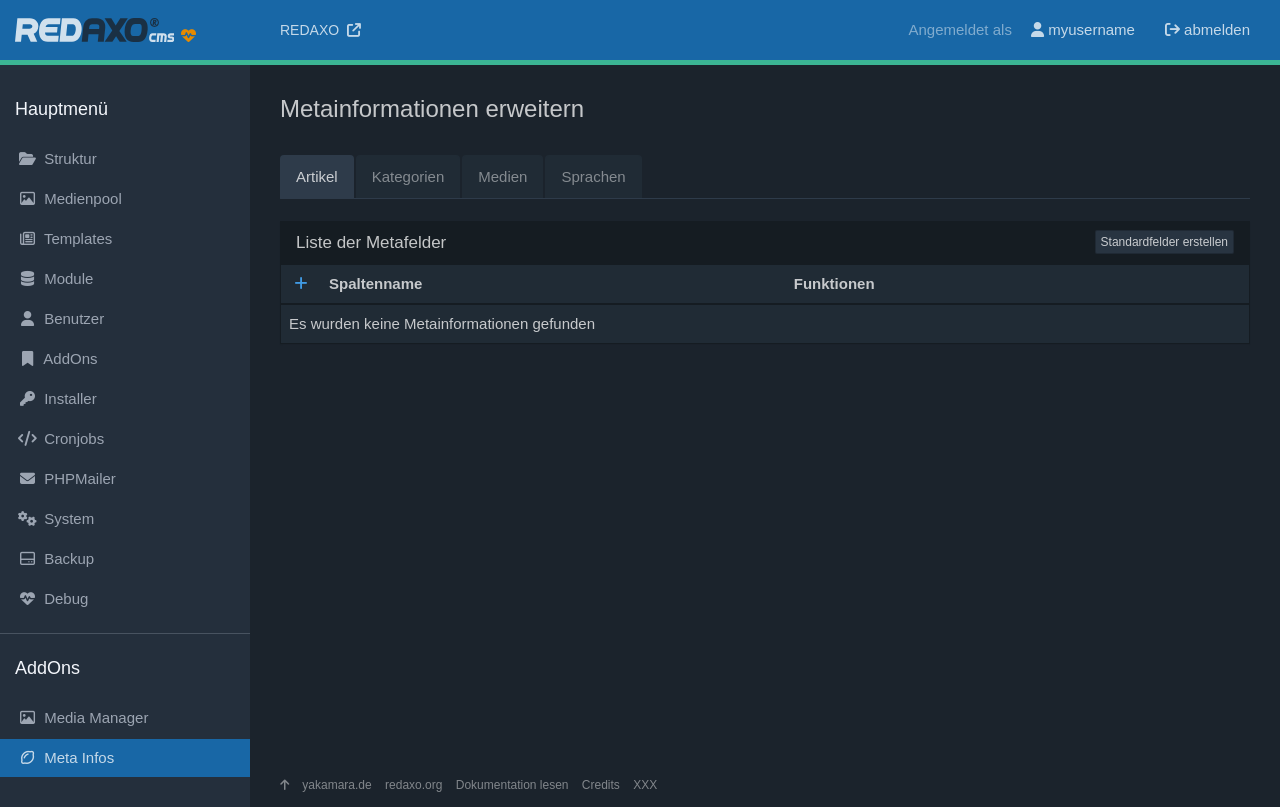 REDAXO® cms
REDAXO
Angemeldet als myusername abmelden
Hauptmenü
Struktur
Medienpool
Templates
Module
Benutzer
AddOns
Installer
Cronjobs
PHPMailer
System
Backup
Debug
AddOns
Media Manager
Meta Infos
Metainformationen erweitern
Artikel Kategorien Medien Sprachen
Liste der Metafelder Standardfelder erstellen
Spaltenname Funktionen
Es wurden keine Metainformationen gefunden
yakamara.de redaxo.org Dokumentation lesen Credits XXX